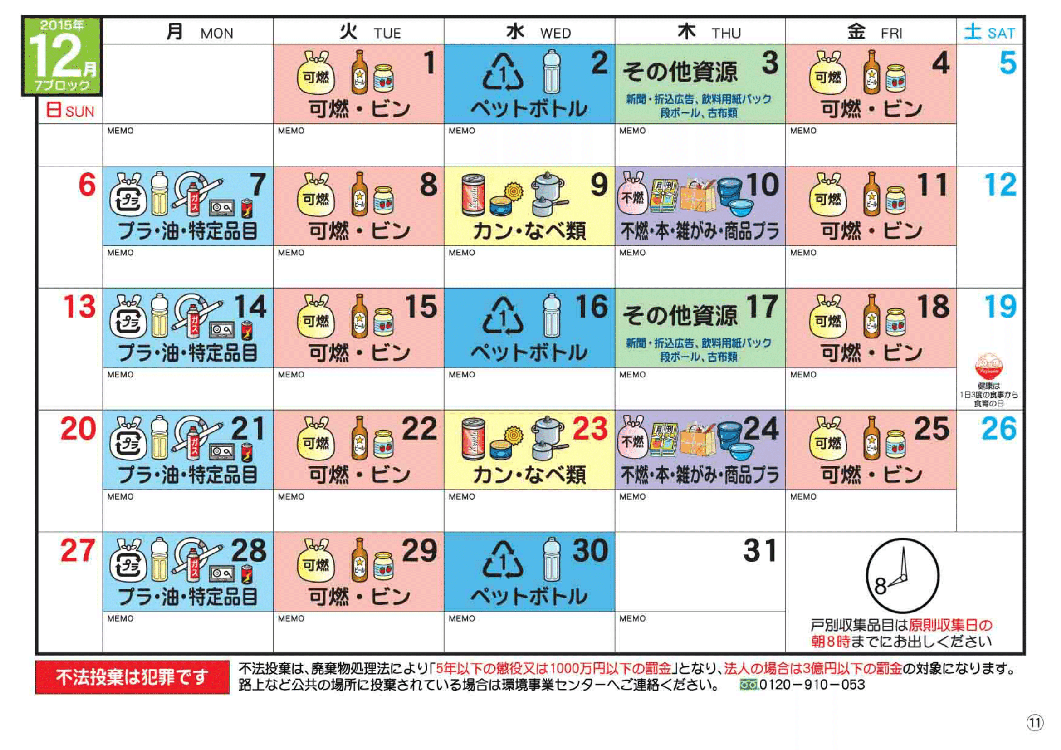 2015年
12月
7ブロック
日 SUN
月 MON
火 TUE
水 WED
木 THU
金 FRI
土 SAT
可燃
1
可燃・ビン
MEMO
MEMO
1
2
ペットボトル
MEMO
その他資源 3
新聞・折込広告、飲料用紙パック
段ボール、古布類
MEMO
可燃
4
可燃・ビン
MEMO
5
6
プラ
ガス
7
プラ・油・特定品目
MEMO
可燃
8
可燃・ビン
MEMO
9
カン・なべ類
MEMO
不燃
10
不燃・本・雑がみ・商品プラ
MEMO
可燃
11
可燃・ビン
MEMO
12
13
プラ
ガス
14
プラ・油・特定品目
MEMO
可燃
15
可燃・ビン
MEMO
1
16
ペットボトル
MEMO
その他資源 17
新聞・折込広告、飲料用紙パック
段ボール、古布類
MEMO
可燃
18
可燃・ビン
MEMO
19
健康は
1日3度の食事から
食育の日
20
プラ
ガス
21
プラ・油・特定品目
MEMO
可燃
22
可燃・ビン
MEMO
23
カン・なべ類
MEMO
不燃
24
不燃・本・雑がみ・商品プラ
MEMO
可燃
25
可燃・ビン
MEMO
26
27
プラ
ガス
28
プラ・油・特定品目
MEMO
可燃
29
可燃・ビン
MEMO
1
30
ペットボトル
MEMO
31
MEMO
8
戸別収集品目は原則収集日の
朝8時までにお出しください
不法投棄は犯罪です
不法投棄は、廃棄物処理法により「5年以下の懲役又は1000万円以下の罰金」となり、法人の場合は3億円以下の罰金の対象になります。
路上など公共の場所に投棄されている場合は環境事業センターへご連絡ください。 0120－910－053
⑪